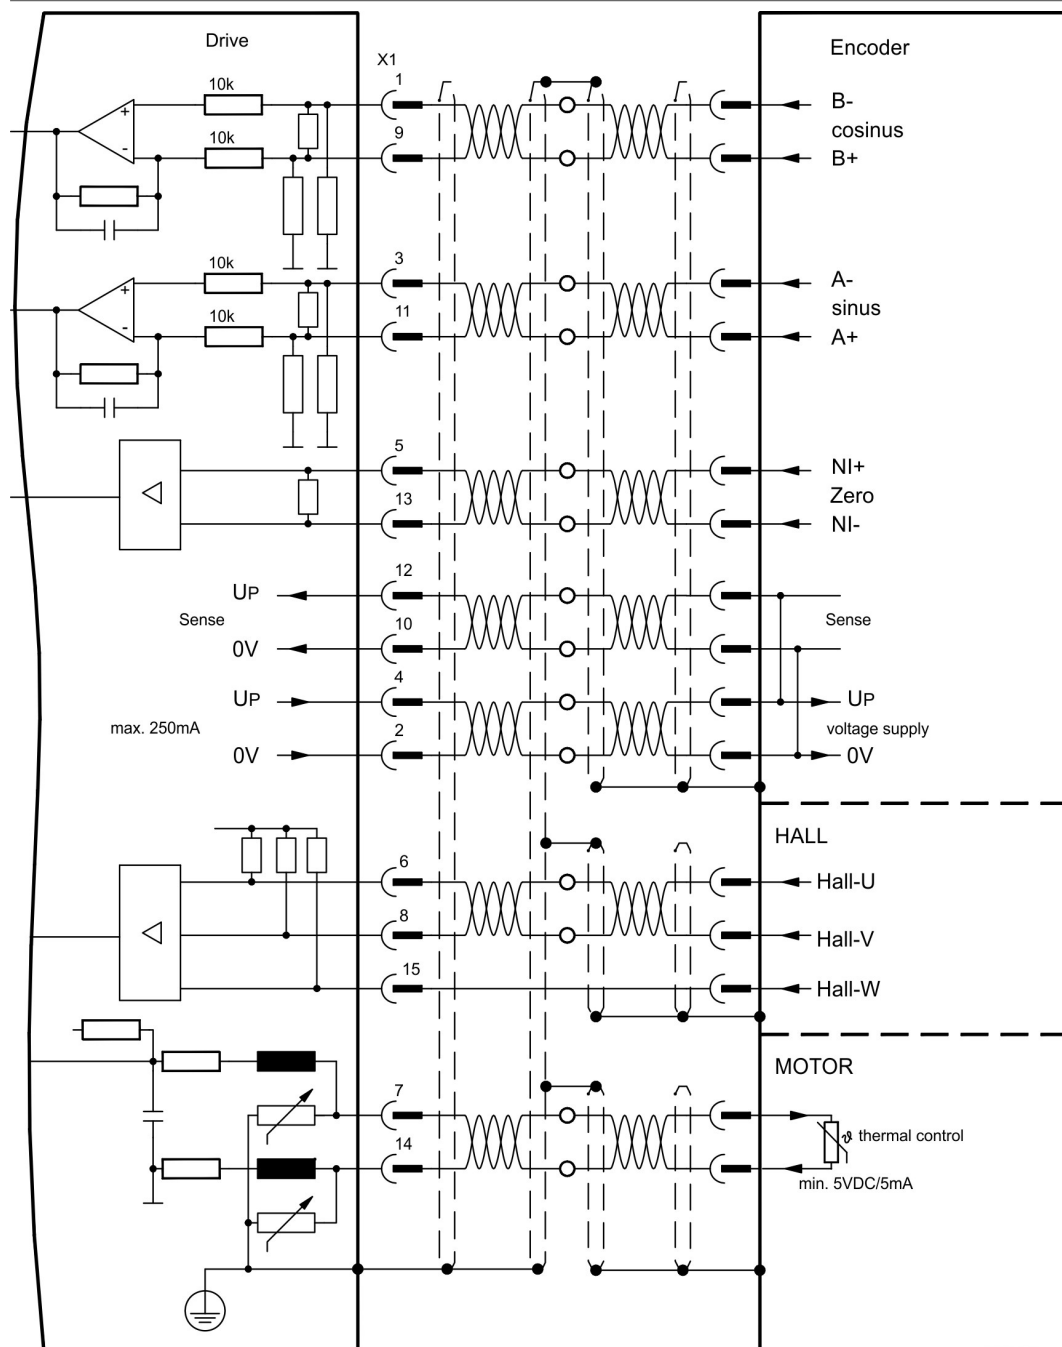 Drive
Encoder
X1
10k
1
B-
cosinus
10k
9
B+
+
-
10k
3
A-
sinus
10k
11
A+
+
-
5
NI+
Zero
13
NI-
12
UP
Sense
Sense
10
0V
4
UP
UP
max. 250mA
voltage supply
2
0V
0V
HALL
6
Hall-U
8
Hall-V
15
Hall-W
MOTOR
7
ϑ thermal control
14
min. 5VDC/5mA